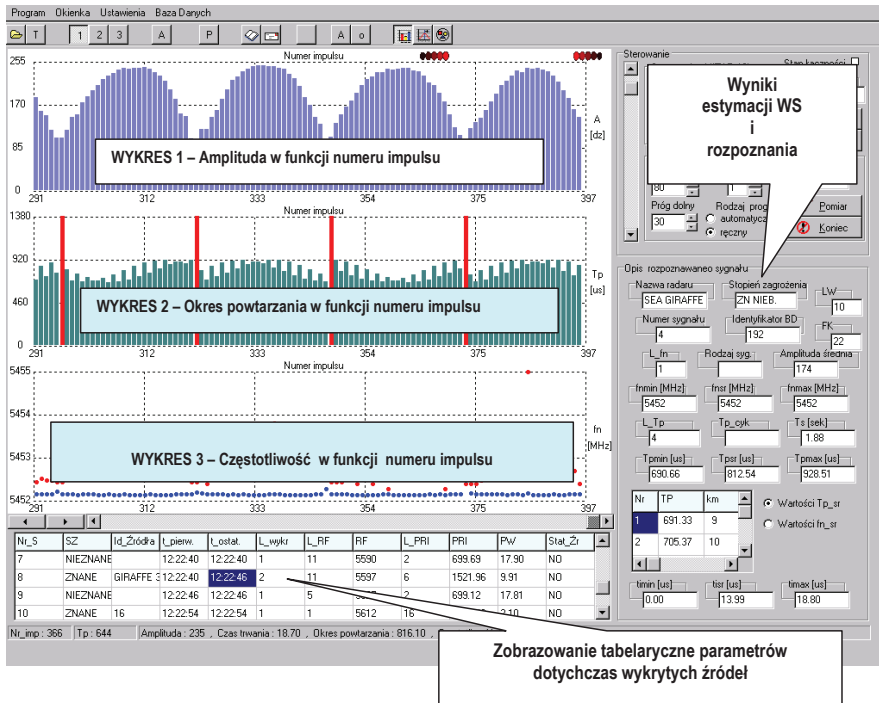 Program Okienka Ustawienia Baza Danych
T 1 2 3 A P A o
Numer impulsu
255
170
85
0
A
[dz]
WYKRES 1 – Amplituda w funkcji numeru impulsu
291 312 333 354 375 397
Numer impulsu
1380
920
460
0
Tp
[us]
WYKRES 2 – Okres powtarzania w funkcji numeru impulsu
291 312 333 354 375 397
Numer impulsu
5455
5454
5453
5452
fn
[MHz]
WYKRES 3 – Częstotliwość w funkcji numeru impulsu
291 312 333 354 375 397
Sterowanie
Wyniki
estymacji WS
i
rozpoznania
80 1
Próg dolny Rodzaj prog
30
automatycz
ręczny
Pomiar
Koniec
Opis rozpoznawaneo sygnału
Nazwa radaru Stopień zagrożenia LW
SEA GIRAFFE ZN NIEB. 10
Numer sygnału Identyfikator BD FK
4 192 22
L_fn Rodzaj syg. Amplituda średnia
1 174
fnmin [MHz] fnsr [MHz] fnmax [MHz]
5452 5452 5452
L_Tp Tp_cyk Ts [sek]
4 1.88
Tpmin [us] Tpsr [us] Tpmax [us]
690.66 812.54 928.51
Nr TP km
1 691.33 9
2 705.37 10
Wartości Tp_sr
Wartości fn_sr
timin [us] tisr [us] timax [us]
0.00 13.99 18.80
Nr_S SZ Id_Źródła t_pierw. t_ostat. L_wykr L_RF RF L_PRI PRI PW Stat_Źr
7 NIEZNANE 12:22:40 12:22:40 1 11 5590 2 699.69 17.90 NO
8 ZNANE GIRAFFE 3 12:22:40 12:22:46 2 11 5597 6 1521.96 9.91 NO
9 NIEZNANE 12:22:46 12:22:46 1 5 2 699.12 17.81 NO
10 ZNANE 16 12:22:54 12:22:54 1 1 5612 16 NO
Nr_imp : 366 Tp : 644 Amplituda : 235 , Czas trwania : 18.70 , Okres powtarzania : 816.10 ,
Zobrazowanie tabelaryczne parametrów
dotychczas wykrytych źródeł